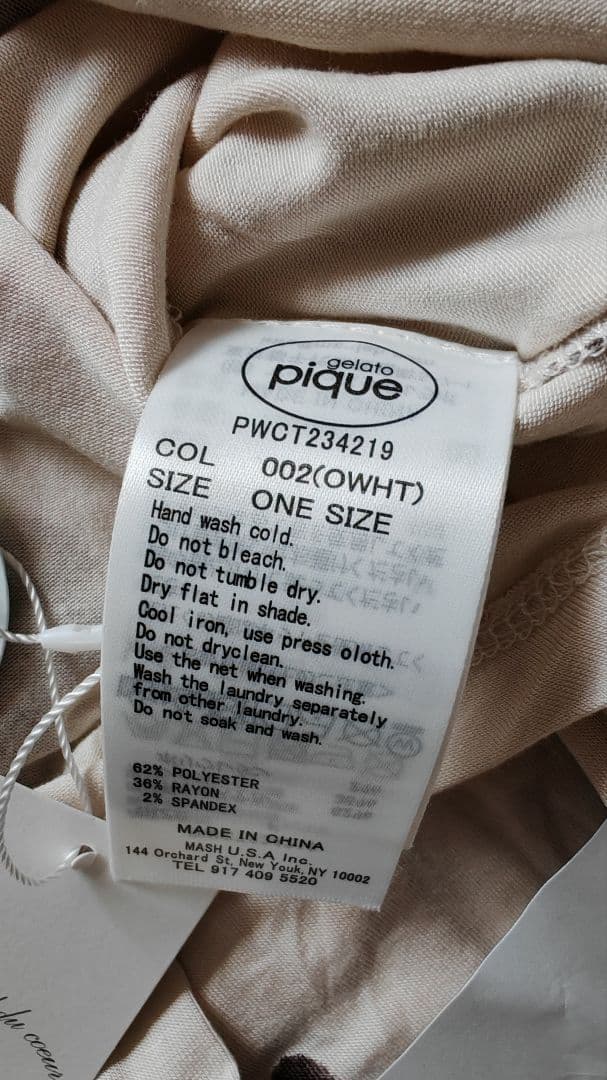 gelato
pique
PWCT234219
COL 002(OWHT)
SIZE ONE SIZE
Hand wash cold.
Do not bleach.
Do not tumble dry.
Dry flat in shade.
Cool iron, use press oloth.
Do not dryclean.
Use the net when washing.
Wash the laundry separately
from other laundry.
Do not soak and wash.
62% POLYESTER
36% RAYON
2% SPANDEX
MADE IN CHINA
MASH U.S.A Inc.
144 Orchard St, New Youk, NY 10002
TEL 917 409 5520
du coeur